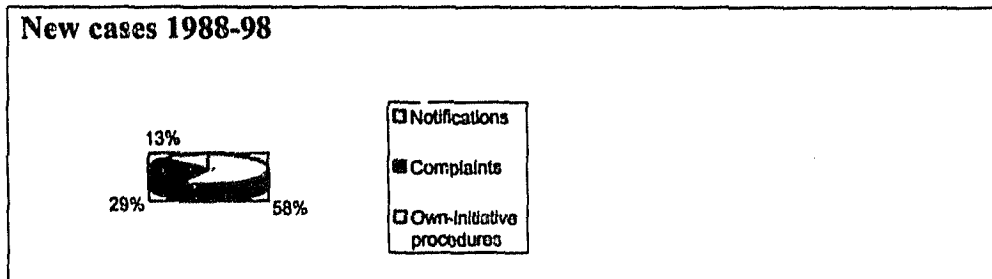 New cases 1988-98
13%
29%
58%
Notifications
Complaints
Own-initiative
procedures